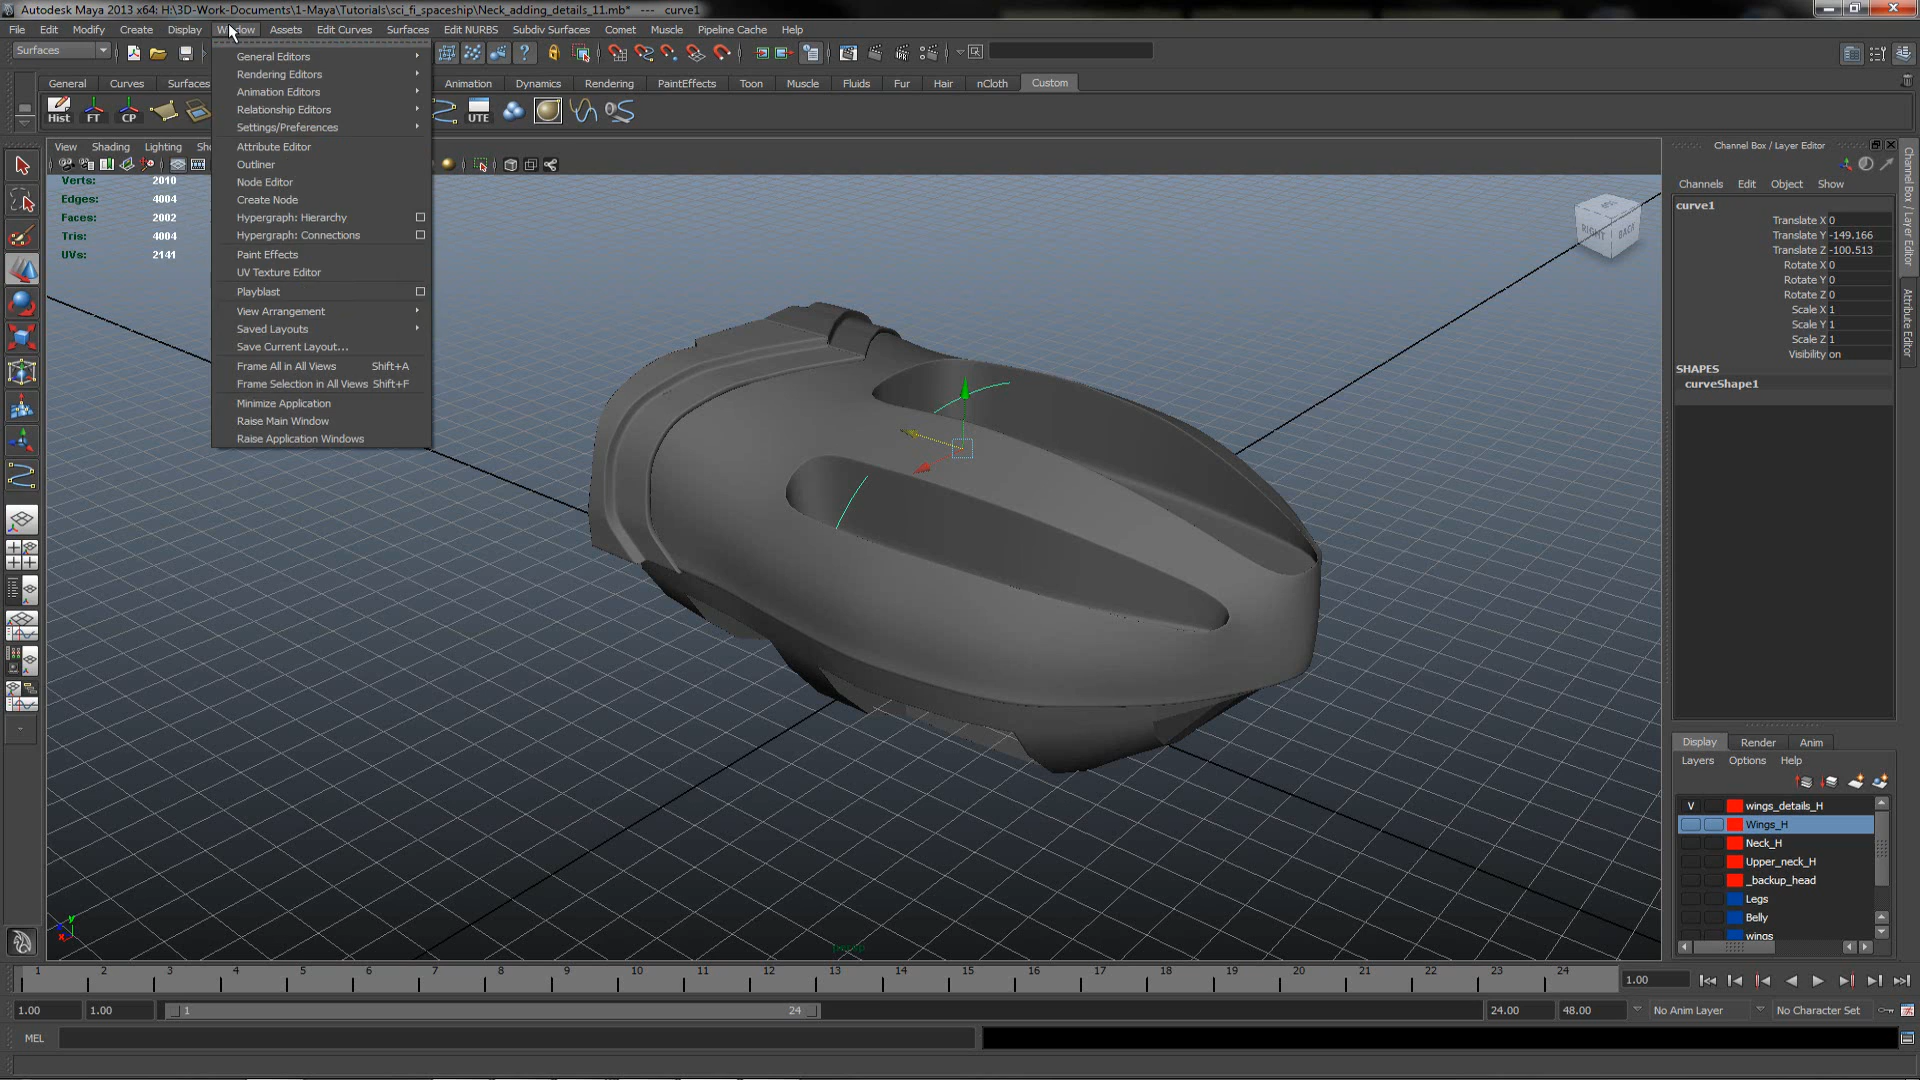 Autodesk Maya 2013 x64: H:\3D-Work-Documents\1-Maya\Tutorials\sci_fi_spaceship\Neck_adding_details_11.mb* --- curve1
File Edit Modify Create Display Window Assets Edit Curves Surfaces Edit NURBS Subdiv Surfaces Comet Muscle Pipeline Cache Help
Surfaces
General Curves Surfaces Animation Dynamics Rendering PaintEffects Toon Muscle Fluids Fur Hair nCloth Custom
Hist FT CP UTE
View Shading Lighting
General Editors
Rendering Editors
Animation Editors
Relationship Editors
Settings/Preferences
Attribute Editor
Outliner
Node Editor
Create Node
Hypergraph: Hierarchy
Hypergraph: Connections
Paint Effects
UV Texture Editor
Playblast
View Arrangement
Saved Layouts
Save Current Layout...
Frame All in All Views Shift+A
Frame Selection in All Views Shift+F
Minimize Application
Raise Main Window
Raise Application Windows
Verts: 2010
Edges: 4004
Faces: 2002
Tris: 4004
UVs: 2141
RIGHT BACK
persp
Channel Box / Layer Editor
Channels Edit Object Show
curve1
Translate X 0
Translate Y -149.166
Translate Z -100.513
Rotate X 0
Rotate Y 0
Rotate Z 0
Scale X 1
Scale Y 1
Scale Z 1
Visibility on
SHAPES
curveShape1
Channel Box / Layer Editor
Attribute Editor
Display Render Anim
Layers Options Help
V wings_details_H
Wings_H
Neck_H
Upper_neck_H
_backup_head
Legs
Belly
wings
1 2 3 4 5 6 7 8 9 10 11 12 13 14 15 16 17 18 19 20 21 22 23 24
1.00
1.00 1.00 1 24 24.00 48.00 No Anim Layer No Character Set
MEL